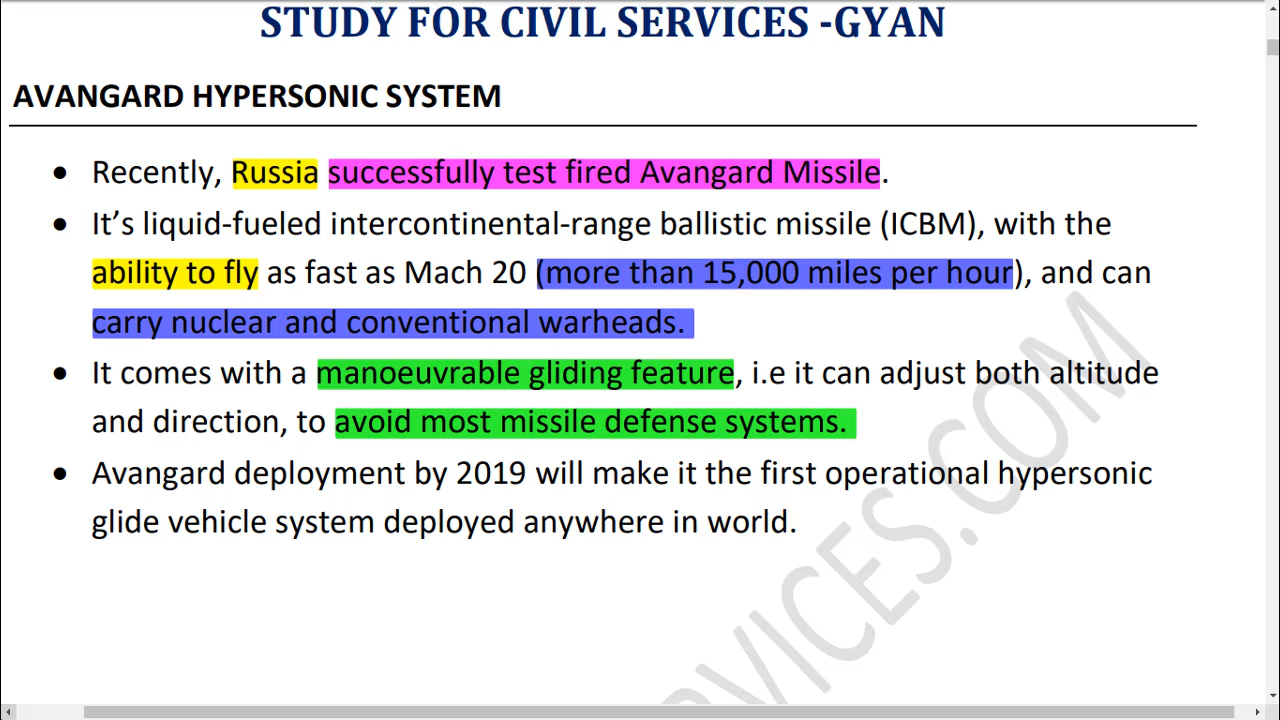 STUDY FOR CIVIL SERVICES -GYAN
AVANGARD HYPERSONIC SYSTEM
• Recently, Russia successfully test fired Avangard Missile.
• It’s liquid-fueled intercontinental-range ballistic missile (ICBM), with the
ability to fly as fast as Mach 20 (more than 15,000 miles per hour), and can
carry nuclear and conventional warheads.
• It comes with a manoeuvrable gliding feature, i.e it can adjust both altitude
and direction, to avoid most missile defense systems.
• Avangard deployment by 2019 will make it the first operational hypersonic
glide vehicle system deployed anywhere in world.
RVICES.COM